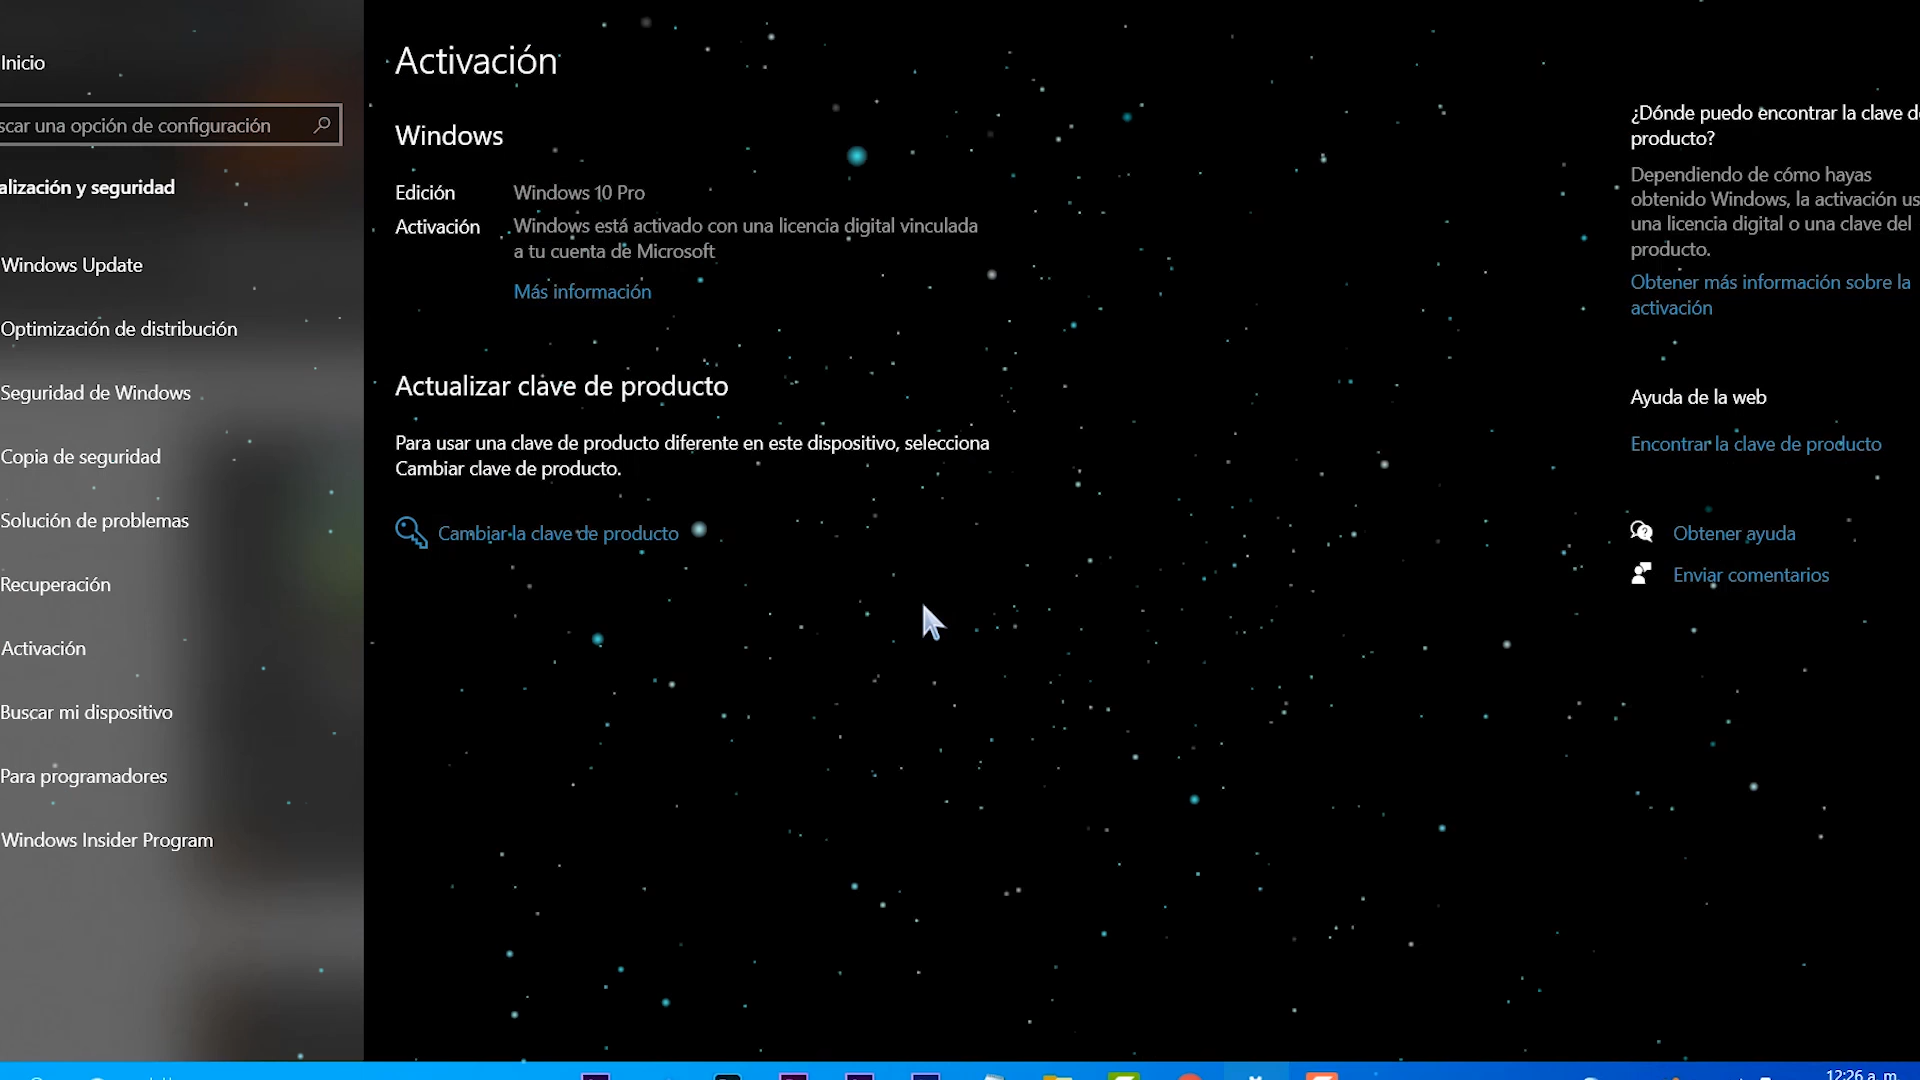 Inicio
scar una opción de configuración
alización y seguridad
Windows Update
Optimización de distribución
Seguridad de Windows
Copia de seguridad
Solución de problemas
Recuperación
Activación
Buscar mi dispositivo
Para programadores
Windows Insider Program
Activación
Windows
Edición Windows 10 Pro
Activación Windows está activado con una licencia digital vinculada
a tu cuenta de Microsoft
Más información
Actualizar clave de producto
Para usar una clave de producto diferente en este dispositivo, selecciona
Cambiar clave de producto.
Cambiar la clave de producto
¿Dónde puedo encontrar la clave de
producto?
Dependiendo de cómo hayas
obtenido Windows, la activación us
una licencia digital o una clave del
producto.
Obtener más información sobre la
activación
Ayuda de la web
Encontrar la clave de producto
Obtener ayuda
Enviar comentarios
12:26 a. m.